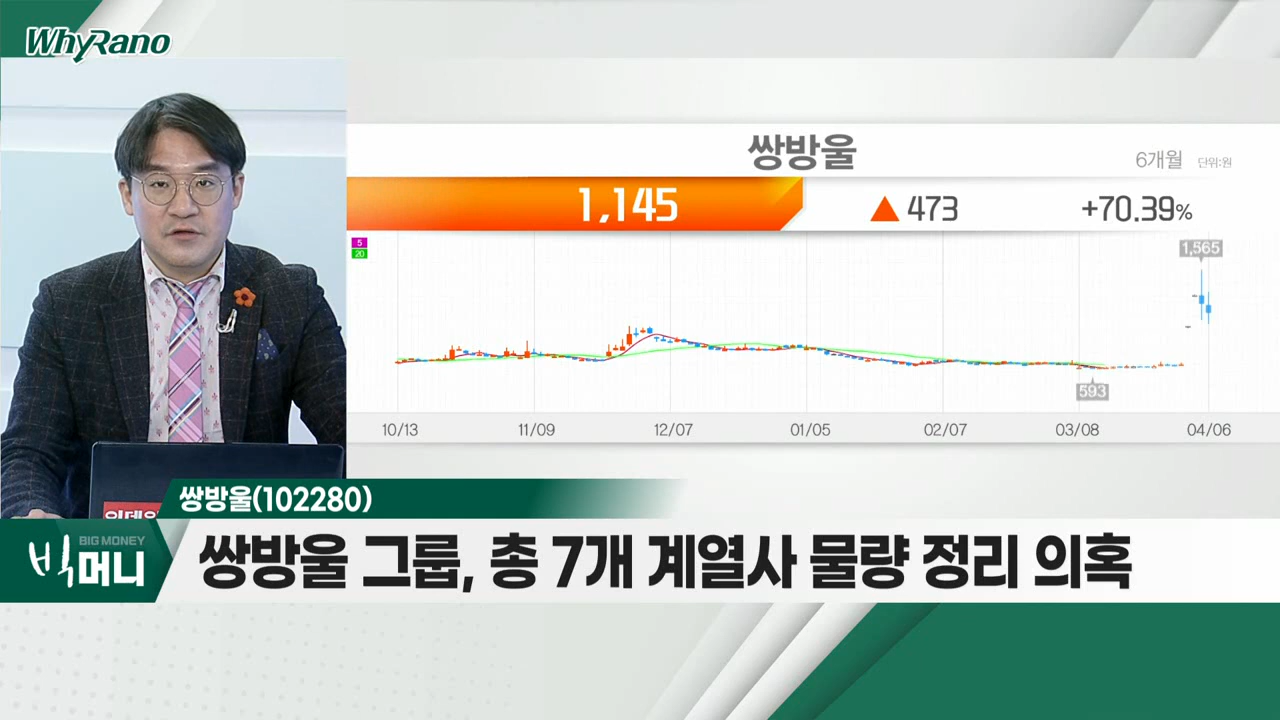 WhyRano
쌍방울
6개월 단위:원
1,145 ▲ 473 +70.39%
5
20
1,565
593
10/13 11/09 12/07 01/05 02/07 03/08 04/06
쌍방울(102280)
BIG MONEY
빅머니
쌍방울 그룹, 총 7개 계열사 물량 정리 의혹